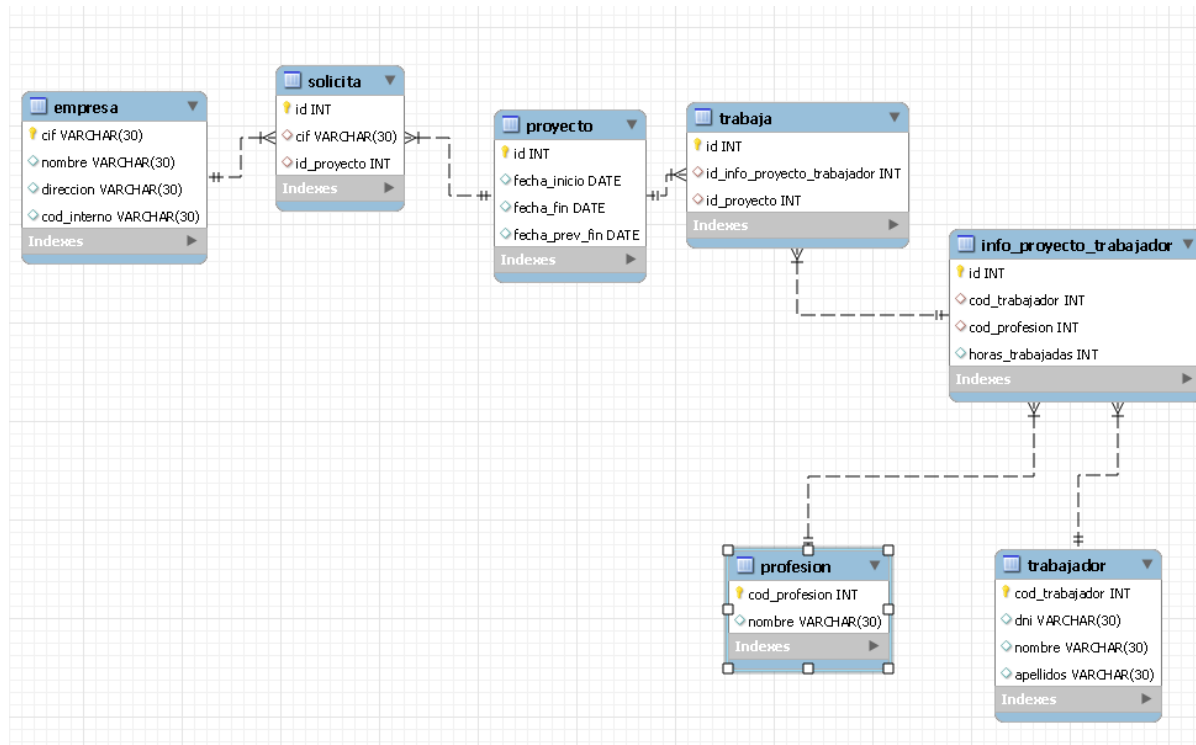 empresa
cif VARCHAR(30)
nombre VARCHAR(30)
direccion VARCHAR(30)
cod_interno VARCHAR(30)
Indexes
solicita
id INT
cif VARCHAR(30)
id_proyecto INT
Indexes
proyecto
id INT
fecha_inicio DATE
fecha_fin DATE
fecha_prev_fin DATE
Indexes
trabaja
id INT
id_info_proyecto_trabajador INT
id_proyecto INT
Indexes
info_proyecto_trabajador
id INT
cod_trabajador INT
cod_profesion INT
horas_trabajadas INT
Indexes
profesion
cod_profesion INT
nombre VARCHAR(30)
Indexes
trabajador
cod_trabajador INT
dni VARCHAR(30)
nombre VARCHAR(30)
apellidos VARCHAR(30)
Indexes